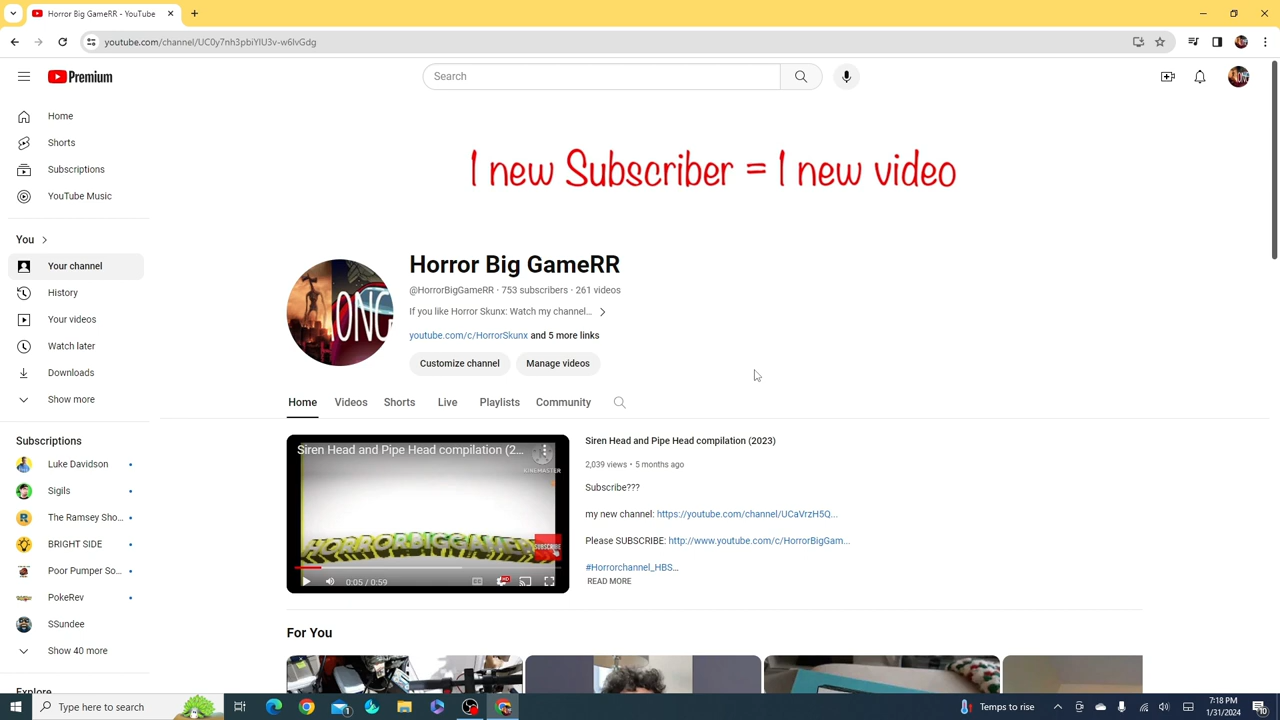 Horror Big GameRR - YouTube
youtube.com/channel/UC0y7nh3pbiYIU3v-w6lvGdg
Premium
Search
Home
Shorts
Subscriptions
YouTube Music
You
Your channel
History
Your videos
Watch later
Downloads
Show more
Subscriptions
Luke Davidson
Sigils
The Ramsey Sho...
BRIGHT SIDE
Poor Pumper So...
PokeRev
SSundee
Show 40 more
Explore
1 new Subscriber = 1 new video
ONG
Horror Big GameRR
@HorrorBigGameRR · 753 subscribers · 261 videos
If you like Horror Skunx: Watch my channel...
youtube.com/c/HorrorSkunx and 5 more links
Customize channel Manage videos
Home Videos Shorts Live Playlists Community
Siren Head and Pipe Head compilation (2...
KINEMASTER
SUBSCRIBE
0:05 / 0:59
HD
Siren Head and Pipe Head compilation (2023)
2,039 views • 5 months ago
Subscribe???
my new channel: https://youtube.com/channel/UCaVrzH5Q...
Please SUBSCRIBE: http://www.youtube.com/c/HorrorBigGam...
#Horrorchannel_HBS...
READ MORE
For You
Type here to search
Temps to rise
7:18 PM
1/31/2024
10